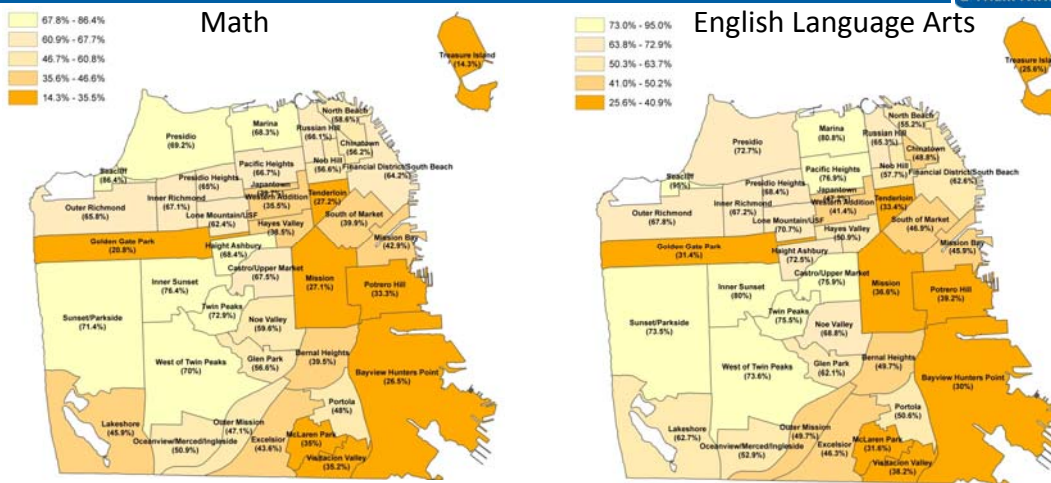 Math
67.8% - 86.4%
60.9% - 67.7%
46.7% - 60.8%
35.6% - 46.6%
14.3% - 35.5%
Treasure Island
(14.3%)
North Beach
(58.6%)
Marina
(68.3%)
Russian Hill
(66.1%)
Presidio
(69.2%)
Chinatown
(56.2%)
Nob Hill
(56.6%)
Pacific Heights
(66.7%)
Financial District/South Beach
(64.2%)
Seacliff
(86.4%)
Presidio Heights
(65%)
Japantown
Tenderloin
(27.2%)
Inner Richmond
(67.1%)
Western Addition
(35.5%)
Outer Richmond
(65.8%)
Lone Mountain/USF
(62.4%)
Hayes Valley
(38.5%)
South of Market
(39.9%)
Mission Bay
(42.9%)
Golden Gate Park
(20.8%)
Haight Ashbury
(68.4%)
Castro/Upper Market
(67.5%)
Inner Sunset
(76.4%)
Mission
(27.1%)
Potrero Hill
(33.3%)
Twin Peaks
(72.9%)
Sunset/Parkside
(71.4%)
Noe Valley
(59.6%)
West of Twin Peaks
(70%)
Glen Park
(56.6%)
Bernal Heights
(39.5%)
Bayview Hunters Point
(26.5%)
Portola
(48%)
Lakeshore
(45.9%)
Outer Mission
(47.1%)
Oceanview/Merced/Ingleside
(50.9%)
Excelsior
(43.6%)
McLaren Park
(35%)
Visitacion Valley
(35.2%)
English Language Arts
73.0% - 95.0%
63.8% - 72.9%
50.3% - 63.7%
41.0% - 50.2%
25.6% - 40.9%
Treasure Isla
(25.6%)
North Beach
(55.2%)
Marina
(80.8%)
Russian Hill
(65.3%)
Presidio
(72.7%)
Chinatown
(48.8%)
Nob Hill
(57.7%)
Pacific Heights
(76.9%)
Financial District/South Beach
(62.6%)
Seacliff
(95%)
Presidio Heights
(68.4%)
Japantown
Tenderloin
(33.4%)
Inner Richmond
(67.2%)
Western Addition
(41.4%)
Outer Richmond
(67.8%)
Lone Mountain/USF
(70.7%)
Hayes Valley
(50.9%)
South of Market
(46.9%)
Mission Bay
(45.9%)
Golden Gate Park
(31.4%)
Haight Ashbury
(72.5%)
Castro/Upper Market
(75.9%)
Inner Sunset
(80%)
Mission
(36.6%)
Potrero Hill
(39.2%)
Twin Peaks
(75.5%)
Sunset/Parkside
(73.5%)
Noe Valley
(68.8%)
West of Twin Peaks
(73.6%)
Glen Park
(62.1%)
Bernal Heights
(49.7%)
Bayview Hunters Point
(30%)
Portola
(50.6%)
Lakeshore
(62.7%)
Outer Mission
(49.7%)
Oceanview/Merced/Ingleside
(52.9%)
Excelsior
(46.3%)
McLaren Park
(31.6%)
Visitacion Valley
(38.2%)